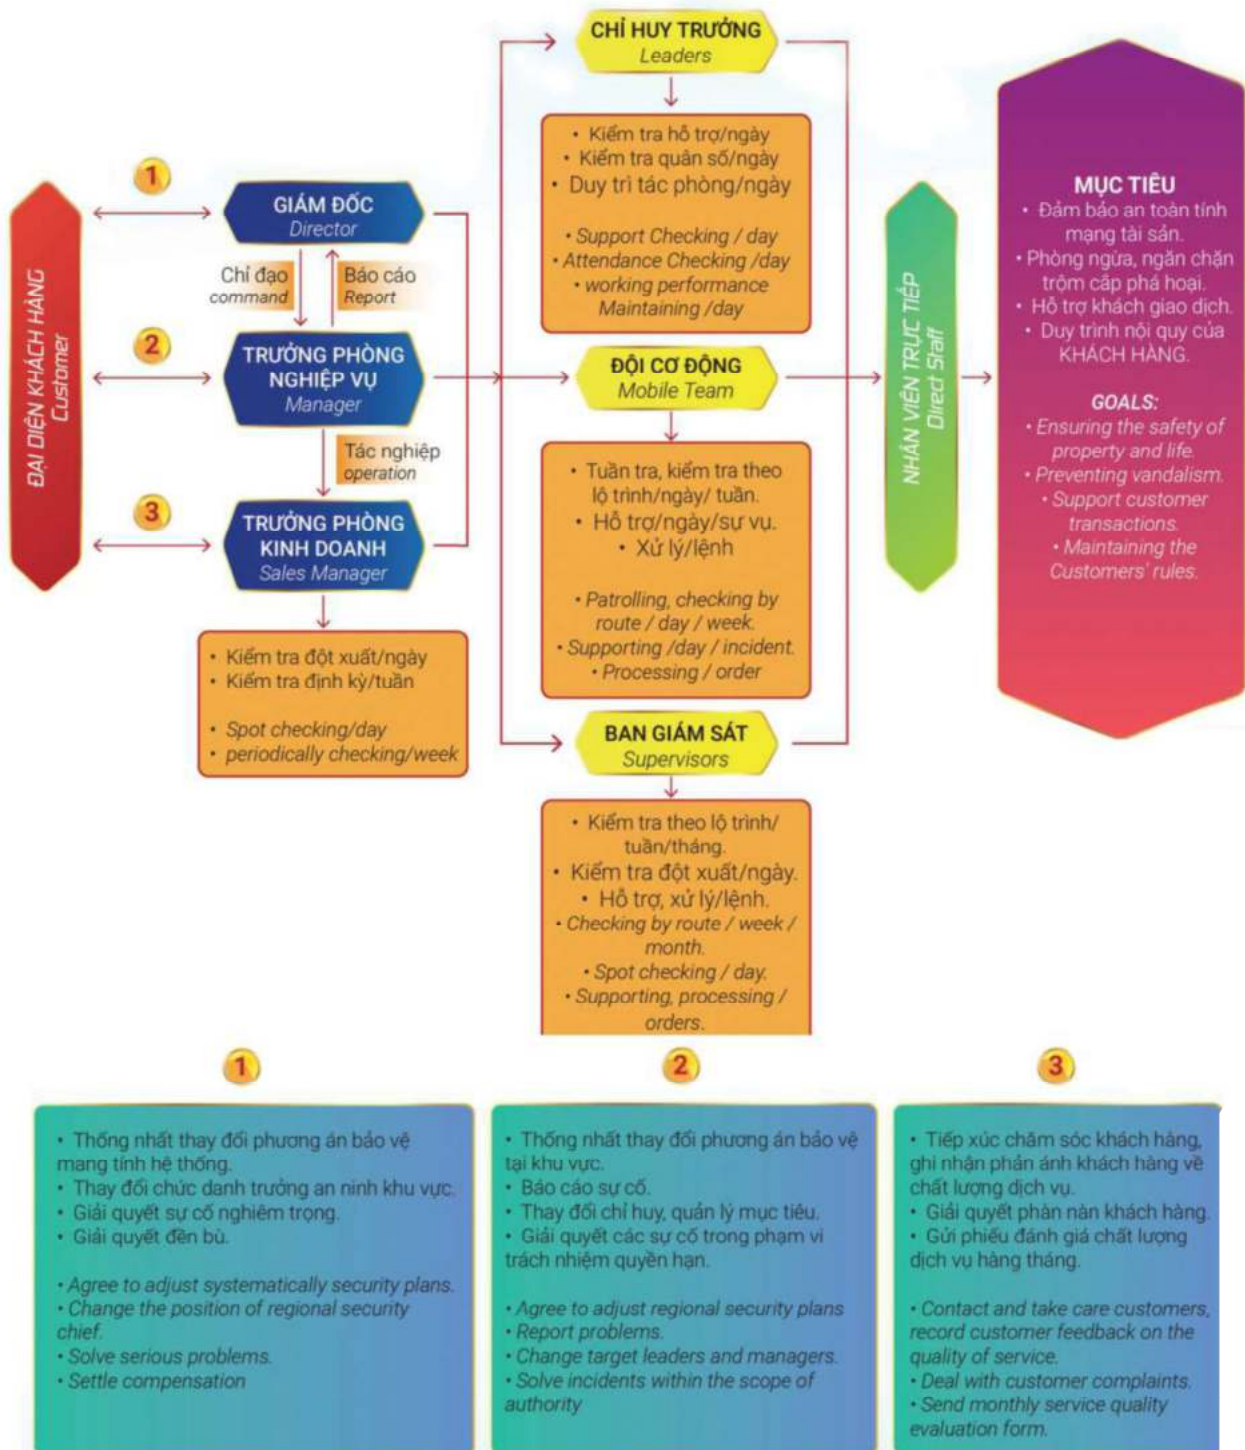 ĐẠI DIỆN KHÁCH HÀNG
Customer
1
GIÁM ĐỐC
Director
Chỉ đạo
command
Báo cáo
Report
2
TRƯỞNG PHÒNG
NGHIỆP VỤ
Manager
Tác nghiệp
operation
3
TRƯỞNG PHÒNG
KINH DOANH
Sales Manager
• Kiểm tra đột xuất/ngày
• Kiểm tra định kỳ/tuần
• Spot checking/day
• periodically checking/week
CHỈ HUY TRƯỞNG
Leaders
• Kiểm tra hỗ trợ/ngày
• Kiểm tra quân số/ngày
• Duy trì tác phòng/ngày
• Support Checking / day
• Attendance Checking /day
• working performance
Maintaining /day
ĐỘI CƠ ĐỘNG
Mobile Team
• Tuần tra, kiểm tra theo
lộ trình/ngày/ tuần.
• Hỗ trợ/ngày/sự vụ.
• Xử lý/lệnh
• Patrolling, checking by
route / day / week.
• Supporting /day / incident.
• Processing / order
BAN GIÁM SÁT
Supervisors
• Kiểm tra theo lộ trình/
tuần/tháng.
• Kiểm tra đột xuất/ngày.
• Hỗ trợ, xử lý/lệnh.
• Checking by route / week /
month.
• Spot checking / day.
• Supporting, processing /
orders.
NHÂN VIÊN TRỰC TIẾP
Direct Staff
MỤC TIÊU
• Đảm bảo an toàn tính
mạng tài sản.
• Phòng ngừa, ngăn chặn
trộm cắp phá hoại.
• Hỗ trợ khách giao dịch.
• Duy trình nội quy của
KHÁCH HÀNG.
GOALS:
• Ensuring the safety of
property and life.
• Preventing vandalism.
• Support customer
transactions.
• Maintaining the
Customers' rules.
1
• Thống nhất thay đổi phương án bảo vệ
mang tính hệ thống.
• Thay đổi chức danh trưởng an ninh khu vực.
• Giải quyết sự cố nghiêm trọng.
• Giải quyết đền bù.
• Agree to adjust systematically security plans.
• Change the position of regional security
chief.
• Solve serious problems.
• Settle compensation
2
• Thống nhất thay đổi phương án bảo vệ
tại khu vực.
• Báo cáo sự cố.
• Thay đổi chỉ huy, quản lý mục tiêu.
• Giải quyết các sự cố trong phạm vi
trách nhiệm quyền hạn.
• Agree to adjust regional security plans
• Report problems.
• Change target leaders and managers.
• Solve incidents within the scope of
authority
3
• Tiếp xúc chăm sóc khách hàng,
ghi nhận phản ánh khách hàng về
chất lượng dịch vụ.
• Giải quyết phàn nàn khách hàng.
• Gửi phiếu đánh giá chất lượng
dịch vụ hàng tháng.
• Contact and take care customers,
record customer feedback on the
quality of service.
• Deal with customer complaints.
• Send monthly service quality
evaluation form.